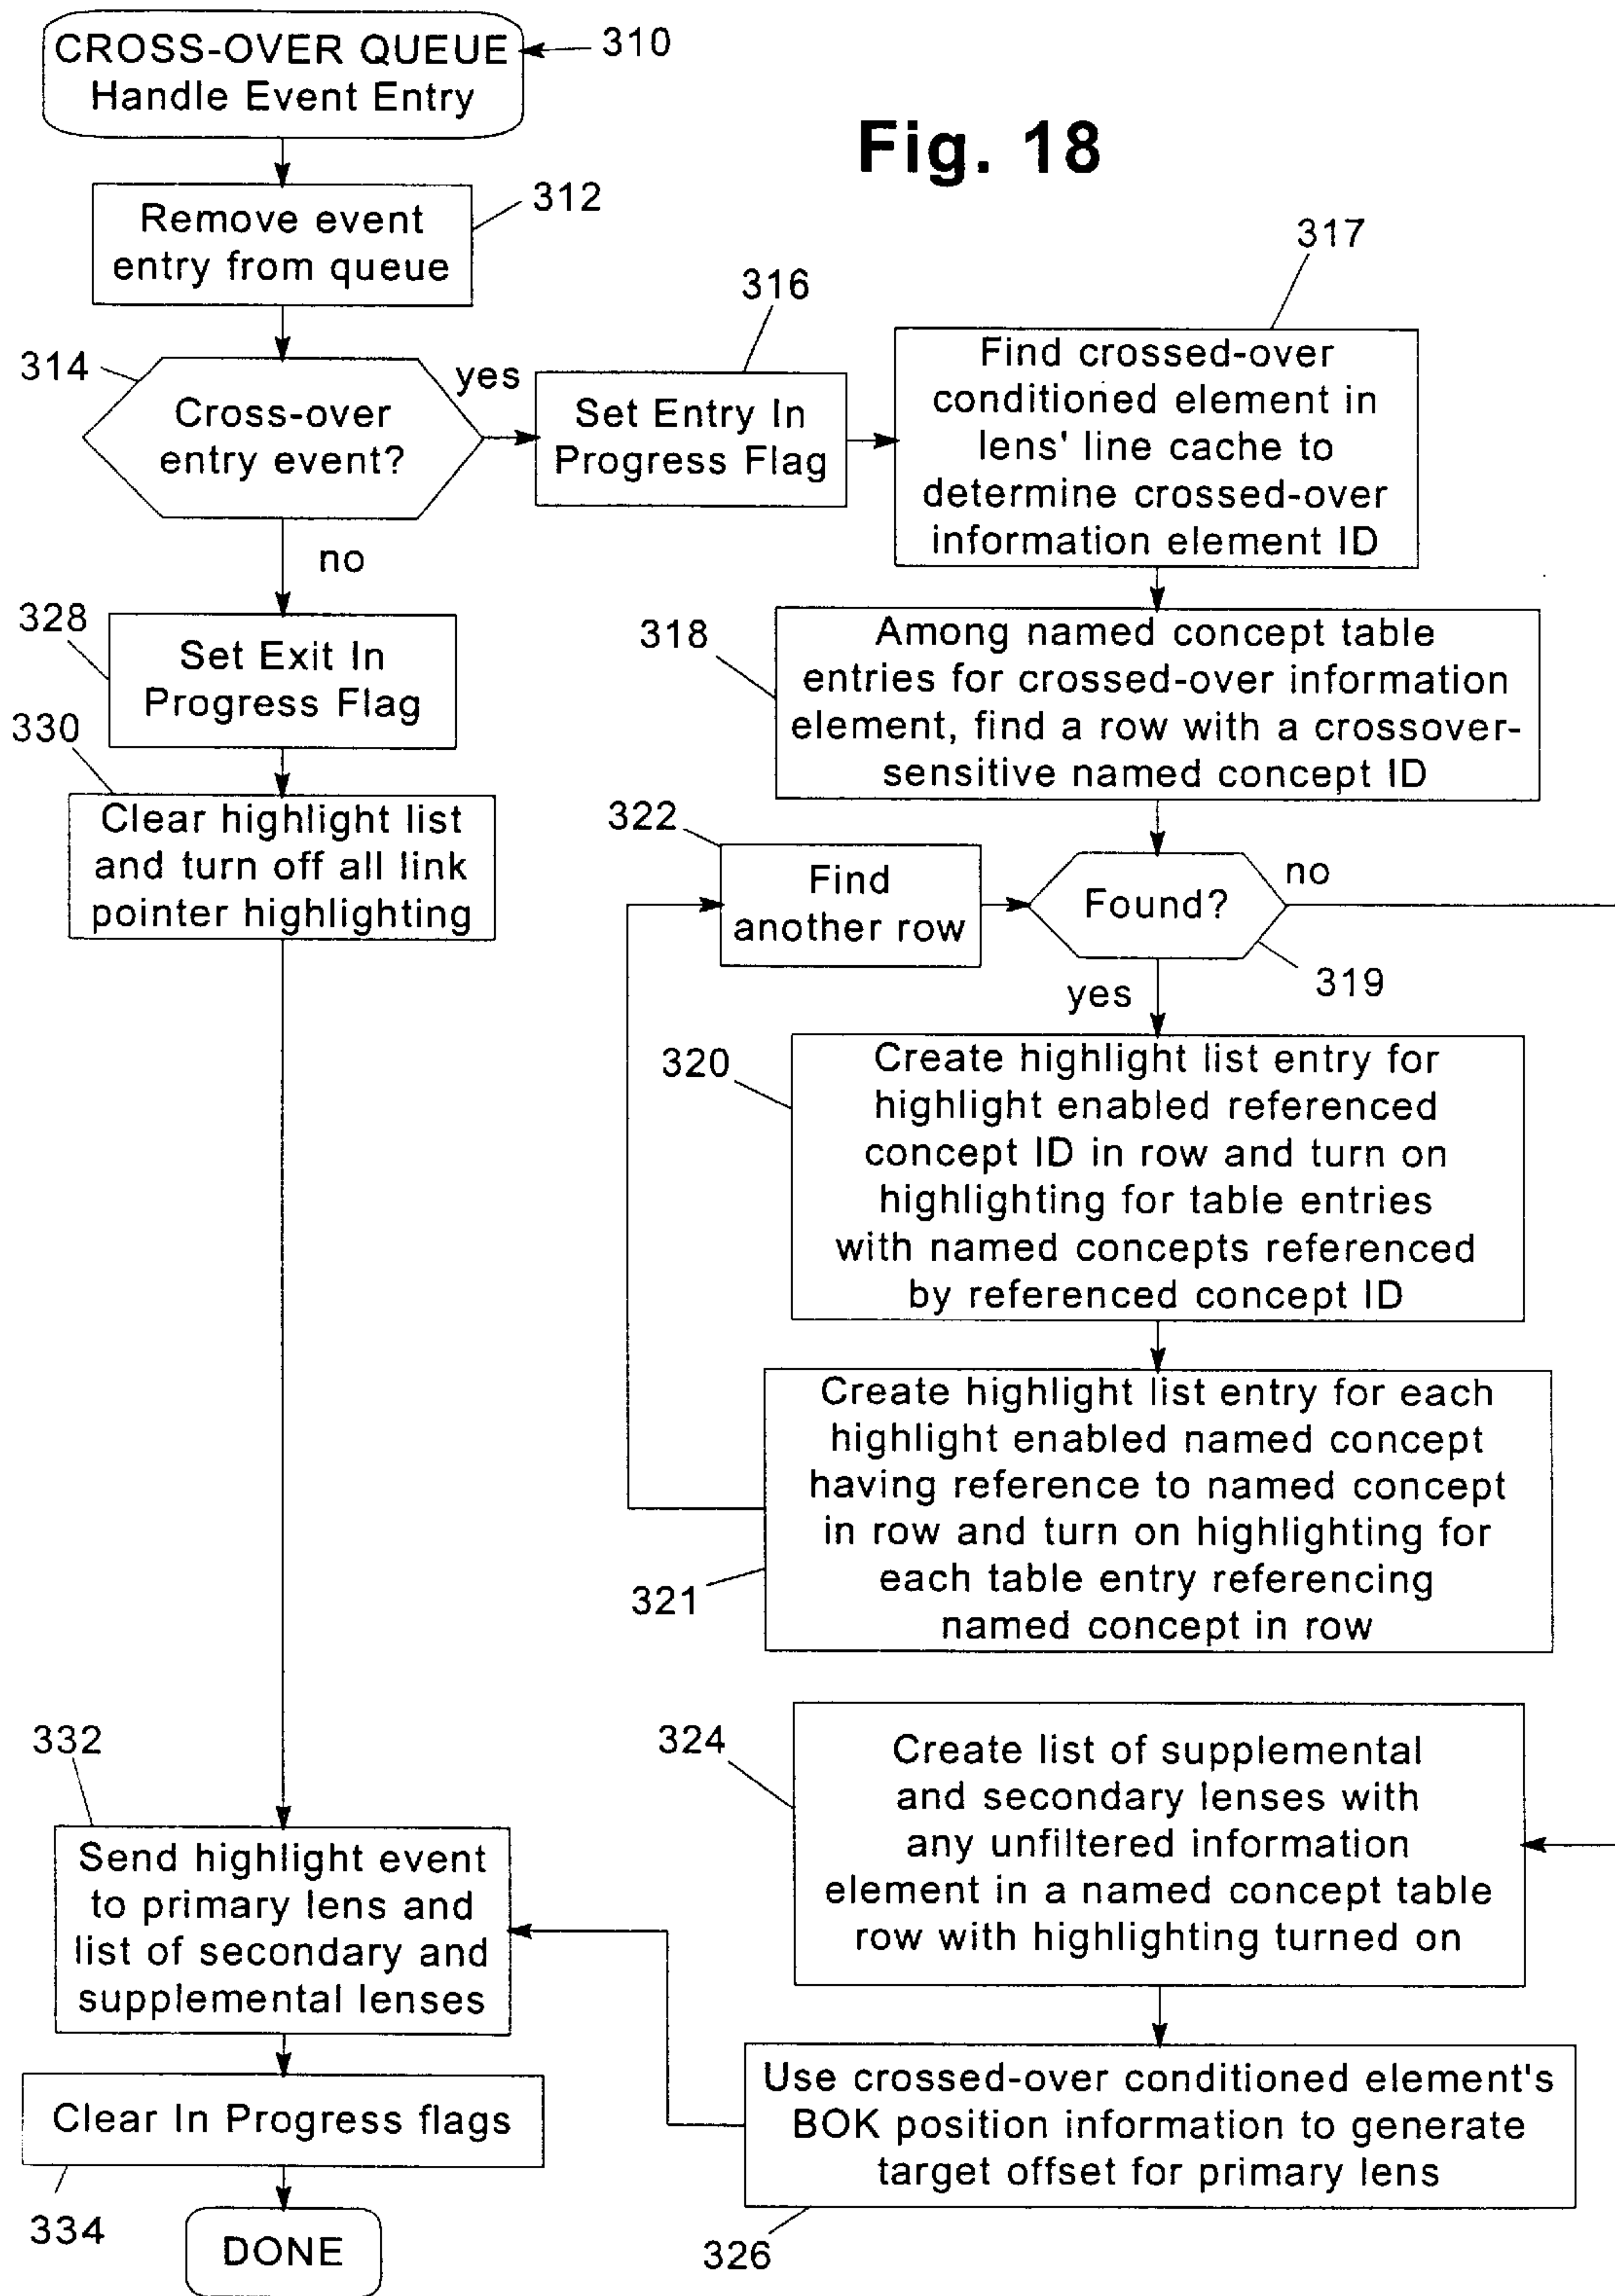 CROSS-OVER QUEUE
Handle Event Entry
310
Fig. 18
Remove event
entry from queue
312
314
Cross-over
entry event?
yes
no
316
Set Entry In
Progress Flag
317
Find crossed-over
conditioned element in
lens' line cache to
determine crossed-over
information element ID
328
Set Exit In
Progress Flag
318
Among named concept table
entries for crossed-over information
element, find a row with a crossover-
sensitive named concept ID
330
Clear highlight list
and turn off all link
pointer highlighting
322
Find
another row
Found?
no
319
yes
320
Create highlight list entry for
highlight enabled referenced
concept ID in row and turn on
highlighting for table entries
with named concepts referenced
by referenced concept ID
Create highlight list entry for each
highlight enabled named concept
having reference to named concept
in row and turn on highlighting for
each table entry referencing
named concept in row
321
324
Create list of supplemental
and secondary lenses with
any unfiltered information
element in a named concept table
row with highlighting turned on
332
Send highlight event
to primary lens and
list of secondary and
supplemental lenses
Use crossed-over conditioned element's
BOK position information to generate
target offset for primary lens
326
Clear In Progress flags
334
DONE